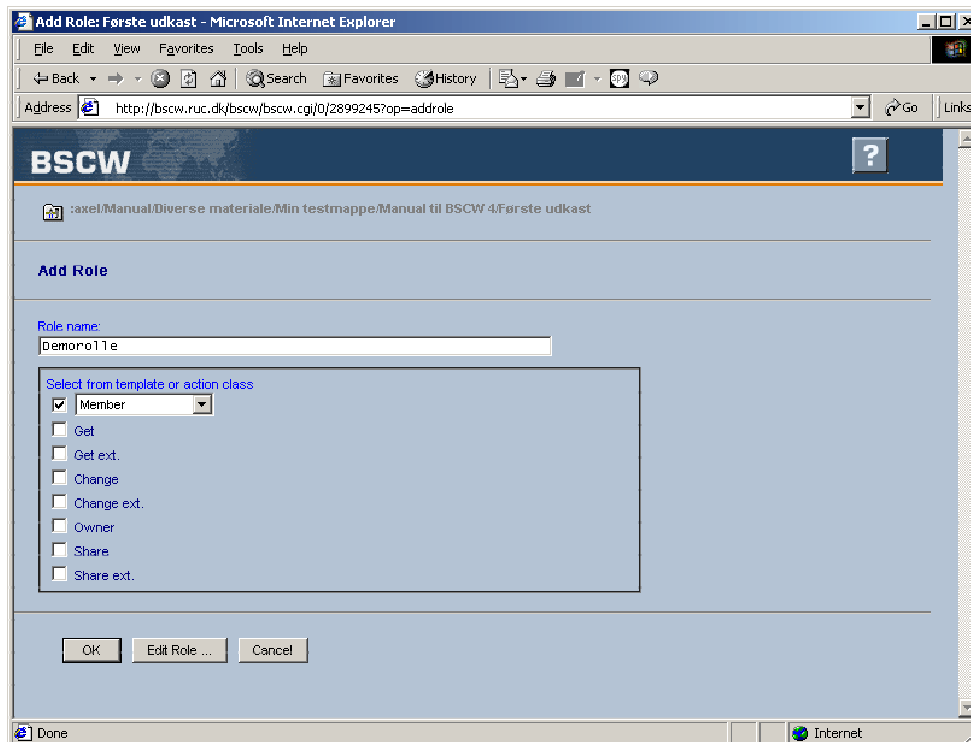 Add Role: Første udkast - Microsoft Internet Explorer
File Edit View Favorites Tools Help
Back Search Favorites History spy
Address http://bscw.ruc.dk/bscw/bscw.cgi/0/2899245?op=addrole Go Links
BSCW ?
:axel/Manual/Diverse materiale/Min testmappe/Manual til BSCW 4/Første udkast
Add Role
Role name:
Demorolle
Select from template or action class
Member
Get
Get ext.
Change
Change ext.
Owner
Share
Share ext.
OK Edit Role ... Cancel
Done Internet